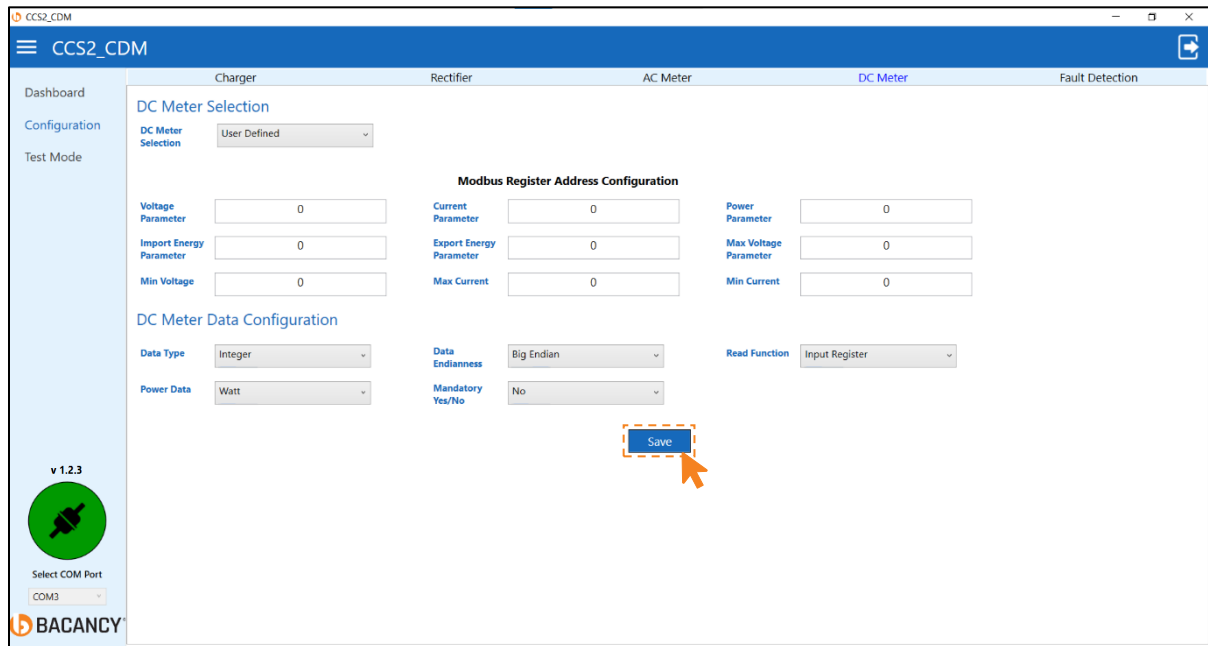 CCS2_CDM
CCS2_CDM
Charger Rectifier AC Meter DC Meter Fault Detection
Dashboard
Configuration
Test Mode
DC Meter Selection
DC Meter
Selection
User Defined
Modbus Register Address Configuration
Voltage
Parameter
0
Current
Parameter
0
Power
Parameter
0
Import Energy
Parameter
0
Export Energy
Parameter
0
Max Voltage
Parameter
0
Min Voltage 0
Max Current 0
Min Current 0
DC Meter Data Configuration
Data Type Integer
Data
Endianness
Big Endian
Read Function Input Register
Power Data Watt
Mandatory
Yes/No
No
Save
v 1.2.3
Select COM Port
COM3
BACANCY